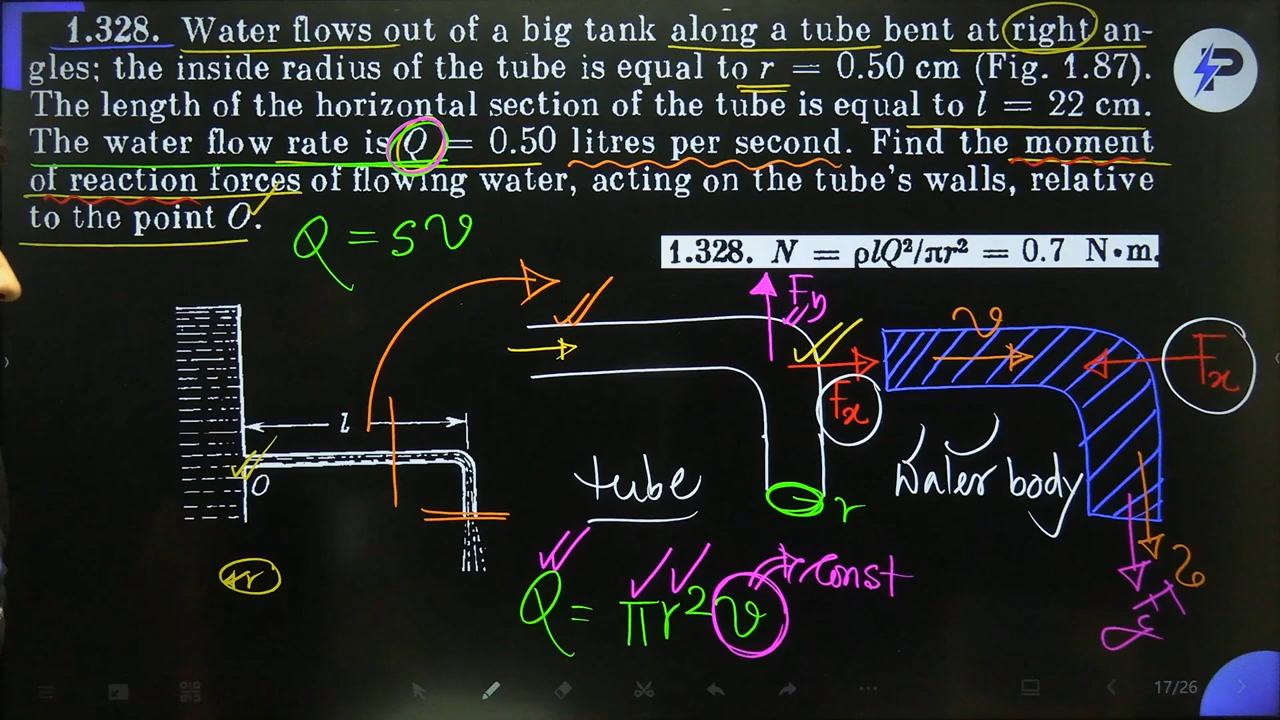 1.328. Water flows out of a big tank along a tube bent at right an-
gles; the inside radius of the tube is equal to r = 0.50 cm (Fig. 1.87).
The length of the horizontal section of the tube is equal to l = 22 cm.
The water flow rate is Q = 0.50 litres per second. Find the moment
of reaction forces of flowing water, acting on the tube's walls, relative
to the point O.
Q = Sv
1.328. N = ρlQ²/πr² = 0.7 N•m.
Fy
v
Fx
Fx
l
O
tube
r
Water body
v
r
Q = πr²v
const
17/26
P